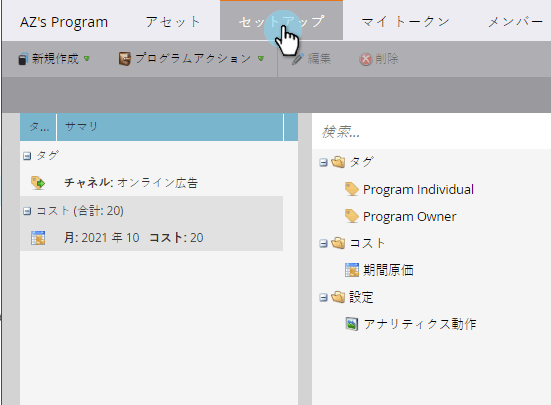 AZ's Program アセット セットアップ マイ トークン メンバー
新規作成 プログラムアクション 編集 削除
タ... サマリ
タグ
チャネル: オンライン広告
コスト (合計: 20)
月: 2021 年 10 コスト: 20
検索...
タグ
Program Individual
Program Owner
コスト
期間原価
設定
アナリティクス動作